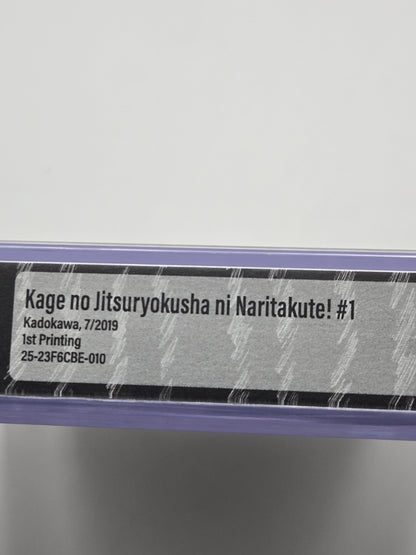 Kage no Jitsuryokusha ni Naritakute! #1
Kadokawa, 7/2019
1st Printing
25-23F6CBE-010